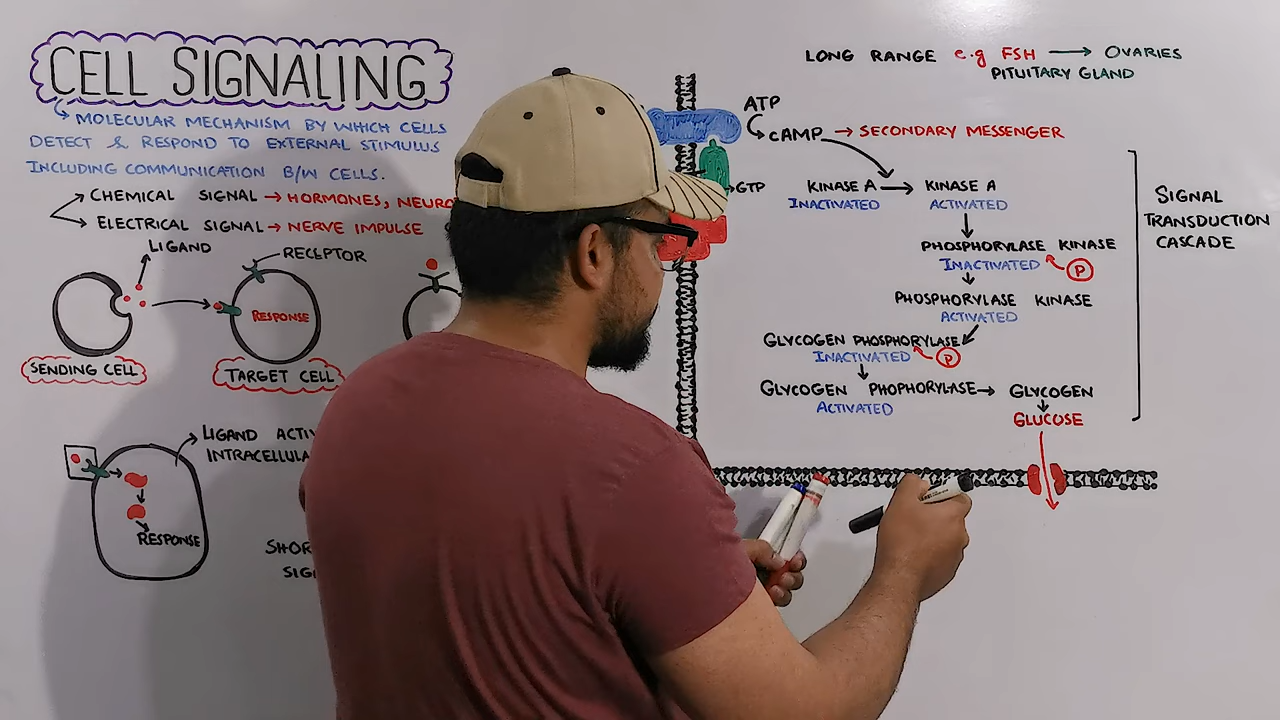 CELL SIGNALING
MOLECULAR MECHANISM BY WHICH CELLS
DETECT & RESPOND TO EXTERNAL STIMULUS
INCLUDING COMMUNICATION B/W CELLS.
CHEMICAL SIGNAL → HORMONES, NEURO
ELECTRICAL SIGNAL → NERVE IMPULSE
LIGAND
RECEPTOR
RESPONSE
SENDING CELL
TARGET CELL
LIGAND ACTI
INTRACELLULA
RESPONSE
SHOR
SIG
LONG RANGE e.g FSH → OVARIES
PITUITARY GLAND
ATP
cAMP → SECONDARY MESSENGER
GTP
KINASE A → KINASE A
INACTIVATED ACTIVATED
PHOSPHORYLASE KINASE
INACTIVATED P
PHOSPHORYLASE KINASE
ACTIVATED
GLYCOGEN PHOSPHORYLASE
INACTIVATED P
GLYCOGEN PHOPHORYLASE → GLYCOGEN
ACTIVATED
GLUCOSE
SIGNAL
TRANSDUCTION
CASCADE